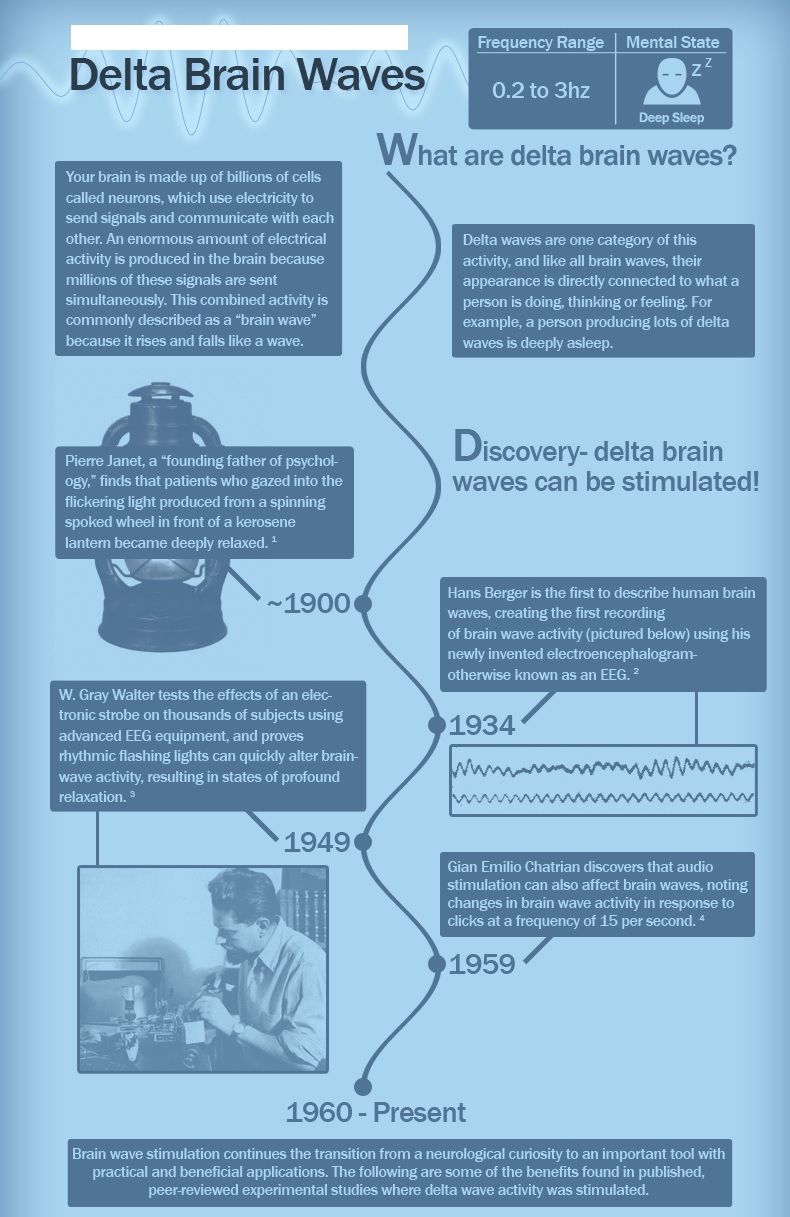 Delta Brain Waves
Frequency Range
Mental State
0.2 to 3hz
z z
Deep Sleep
What are delta brain waves?
Your brain is made up of billions of cells
called neurons, which use electricity to
send signals and communicate with each
other. An enormous amount of electrical
activity is produced in the brain because
millions of these signals are sent
simultaneously. This combined activity is
commonly described as a “brain wave”
because it rises and falls like a wave.
Delta waves are one category of this
activity, and like all brain waves, their
appearance is directly connected to what a
person is doing, thinking or feeling. For
example, a person producing lots of delta
waves is deeply asleep.
Discovery- delta brain
waves can be stimulated!
Pierre Janet, a “founding father of psychol-
ogy,” finds that patients who gazed into the
flickering light produced from a spinning
spoked wheel in front of a kerosene
lantern became deeply relaxed. ¹
~1900
Hans Berger is the first to describe human brain
waves, creating the first recording
of brain wave activity (pictured below) using his
newly invented electroencephalogram-
otherwise known as an EEG. ²
1934
W. Gray Walter tests the effects of an elec-
tronic strobe on thousands of subjects using
advanced EEG equipment, and proves
rhythmic flashing lights can quickly alter brain-
wave activity, resulting in states of profound
relaxation. ³
1949
Gian Emilio Chatrian discovers that audio
stimulation can also affect brain waves, noting
changes in brain wave activity in response to
clicks at a frequency of 15 per second. ⁴
1959
1960 - Present
Brain wave stimulation continues the transition from a neurological curiosity to an important tool with
practical and beneficial applications. The following are some of the benefits found in published,
peer-reviewed experimental studies where delta wave activity was stimulated.